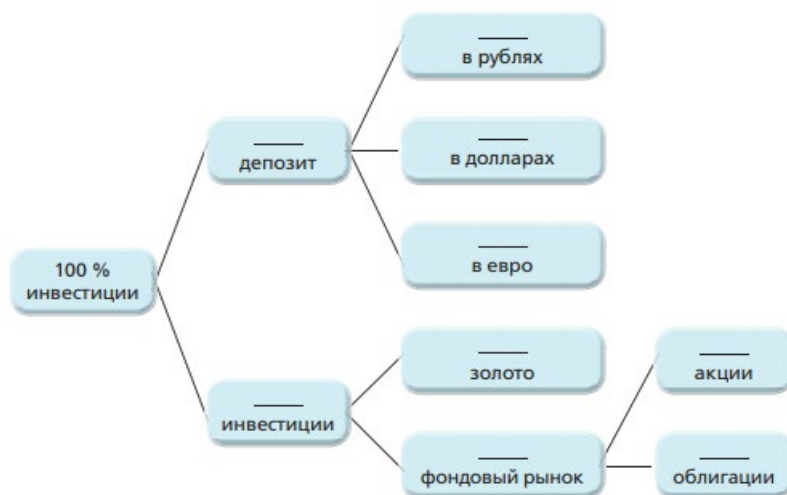 в рублях
депозит
в долларах
в евро
100 %
инвестиции
золото
акции
инвестиции
фондовый рынок
облигации